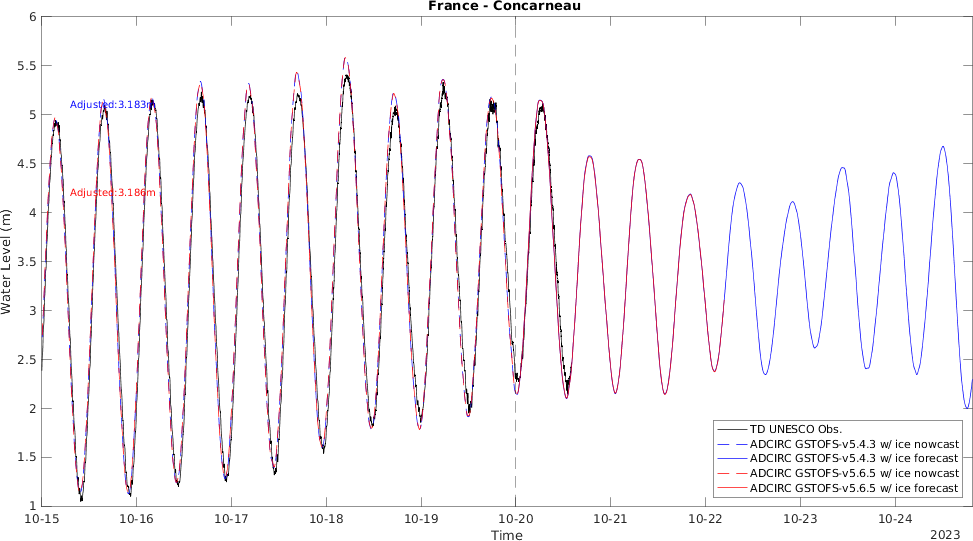 France - Concarneau
6
5.5
5
4.5
4
3.5
3
2.5
2
1.5
1
Water Level (m)
Adjusted:3.183m
Adjusted:3.186m
TD UNESCO Obs.
ADCIRC GSTOFS-v5.4.3 w/ ice nowcast
ADCIRC GSTOFS-v5.4.3 w/ ice forecast
ADCIRC GSTOFS-v5.6.5 w/ ice nowcast
ADCIRC GSTOFS-v5.6.5 w/ ice forecast
10-15 10-16 10-17 10-18 10-19 10-20 10-21 10-22 10-23 10-24
Time
2023